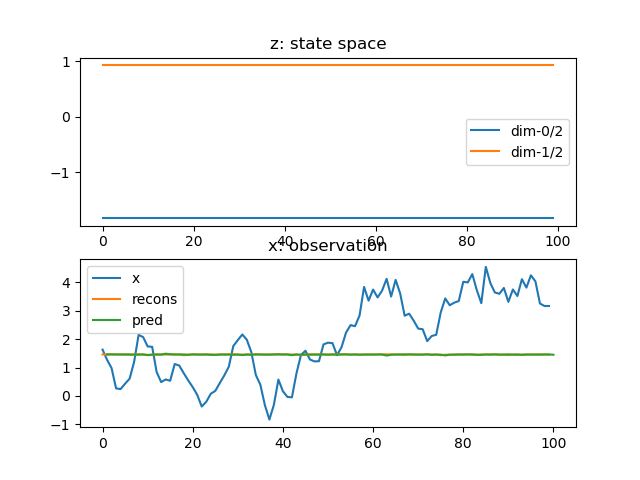 z: state space
1
0
−1
dim-0/2
dim-1/2
0 20 40 60 80 100
x: observation
4
3
2
1
0
−1
x
recons
pred
0 20 40 60 80 100